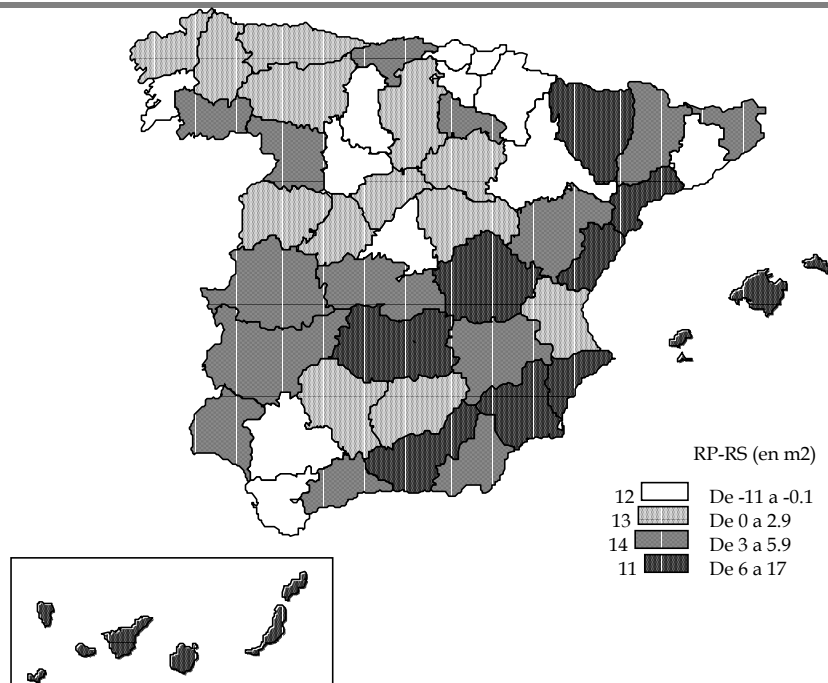 RP-RS (en m2)
12 De -11 a -0.1
13 De 0 a 2.9
14 De 3 a 5.9
11 De 6 a 17